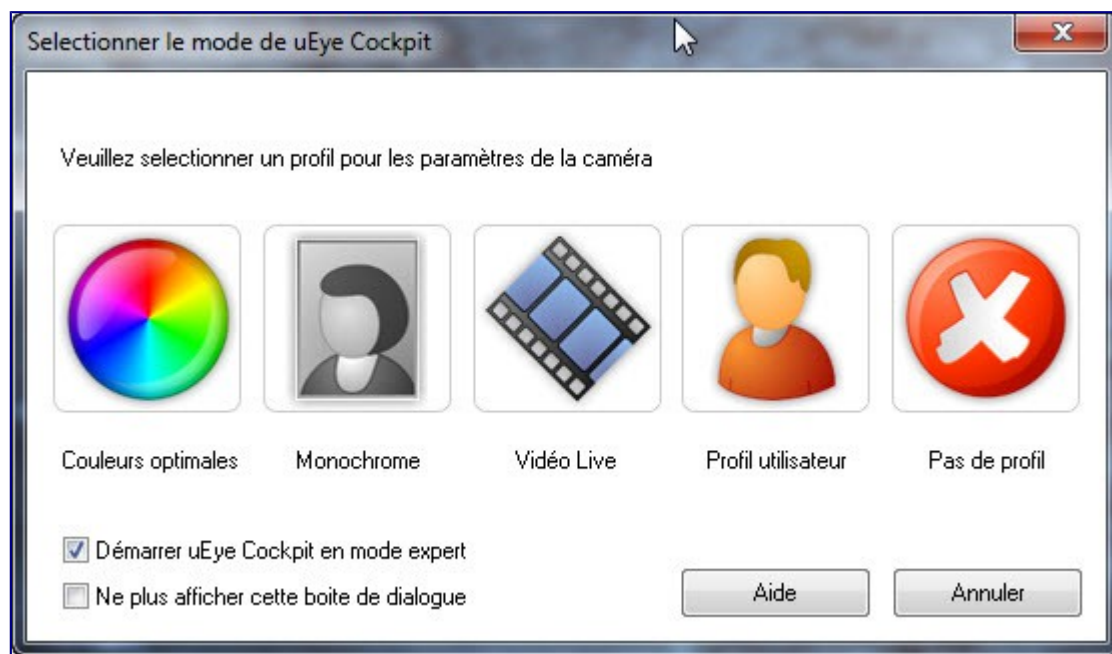 Selectionner le mode de uEye Cockpit
Veuillez selectionner un profil pour les paramètres de la caméra
Couleurs optimales
Monochrome
Vidéo Live
Profil utilisateur
Pas de profil
Démarrer uEye Cockpit en mode expert
Ne plus afficher cette boite de dialogue
Aide
Annuler